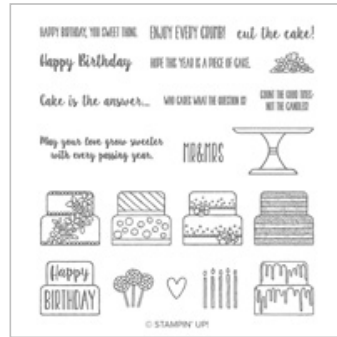 HAPPY BIRTHDAY, YOU SWEET THING.
ENJOY EVERY CRUMB!
cut the cake!
Happy Birthday
HOPE THIS YEAR IS A PIECE OF CAKE.
Cake is the answer...
WHO CARES WHAT THE QUESTION IS?
COUNT THE GOOD TIMES
NOT THE CANDLES!
May your love grow sweeter
with every passing year.
MR&MRS
Happy
BIRTHDAY
© STAMPIN' UP!